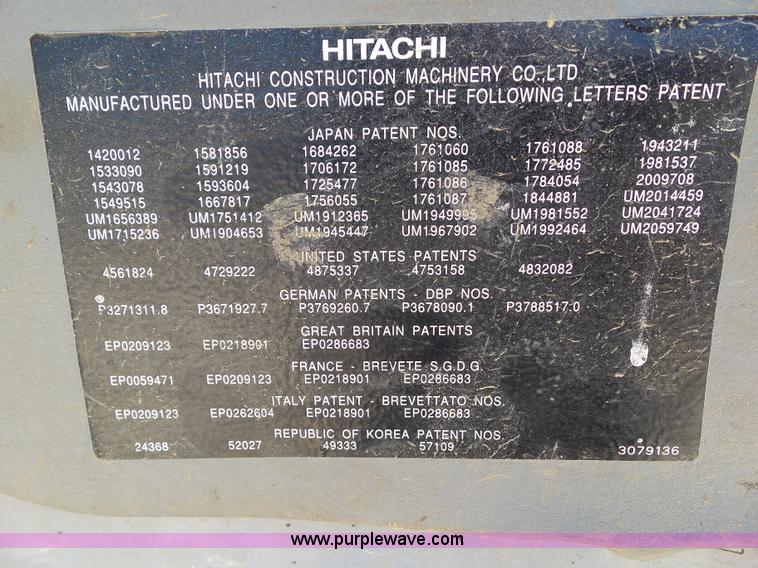 HITACHI
HITACHI CONSTRUCTION MACHINERY CO.,LTD
MANUFACTURED UNDER ONE OR MORE OF THE FOLLOWING LETTERS PATENT
JAPAN PATENT NOS.
1420012 1581856 1684262 1761060 1761088 1943211
1533090 1591219 1706172 1761085 1772485 1981537
1543078 1593604 1725477 1761086 1784054 2009708
1549515 1667817 1756055 1761087 1844881 UM2014459
UM1656389 UM1751412 UM1912365 UM1949995 UM1981552 UM2041724
UM1715236 UM1904653 UM1945447 UM1967902 UM1992464 UM2059749
UNITED STATES PATENTS
4561824 4729222 4875337 4753158 4832082
GERMAN PATENTS - DBP NOS.
P3271311.8 P3671927.7 P3769260.7 P3678090.1 P3788517.0
GREAT BRITAIN PATENTS
EP0209123 EP0218901 EP0286683
FRANCE - BREVETE S.G.D.G.
EP0059471 EP0209123 EP0218901 EP0286683
ITALY PATENT - BREVETTATO NOS.
EP0209123 EP0262604 EP0218901 EP0286683
REPUBLIC OF KOREA PATENT NOS.
24368 52027 49333 57109
3079136
www.purplewave.com